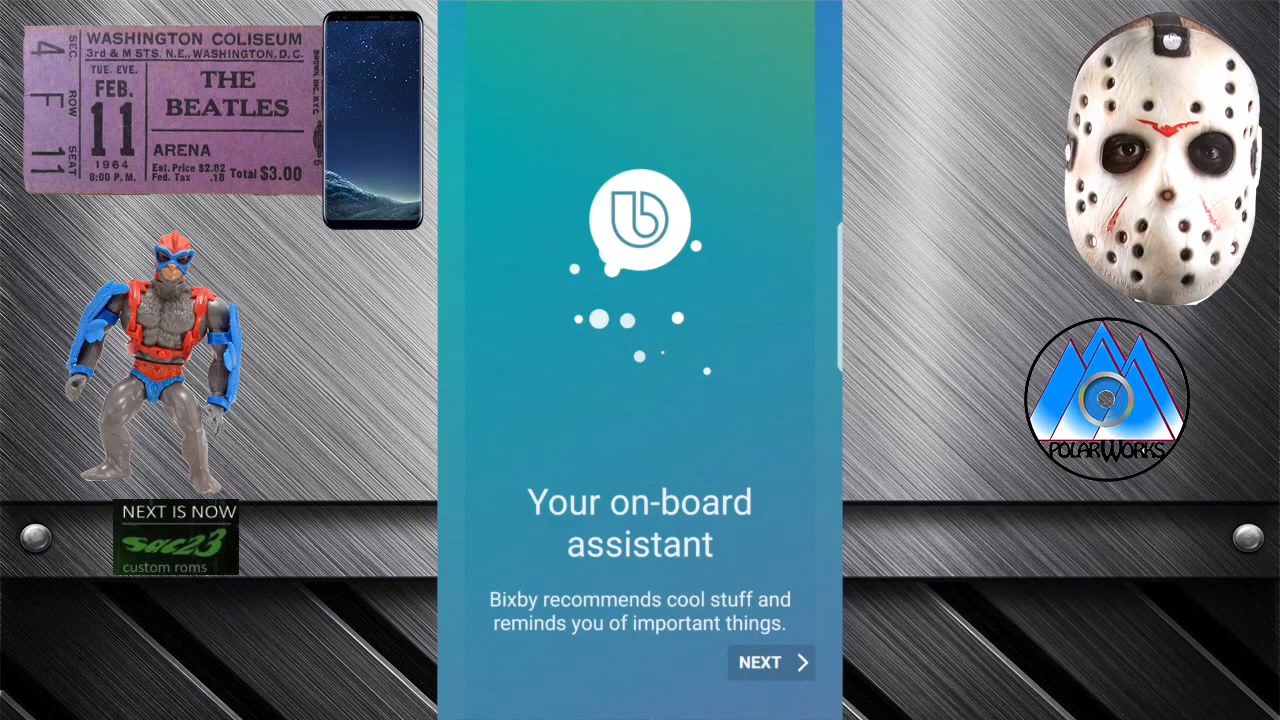 WASHINGTON COLISEUM
3rd & M STS. N.E., WASHINGTON, D.C.
SEC. 4
ROW F
SEAT 11
TUE. EVE.
FEB.
11
1964
8:00 P.M.
THE
BEATLES
ARENA
Est. Price $2.82
Fed. Tax .18
Total $3.00
NEXT IS NOW
sac23
custom roms
Your on-board
assistant
Bixby recommends cool stuff and
reminds you of important things.
NEXT
POLARWORKS